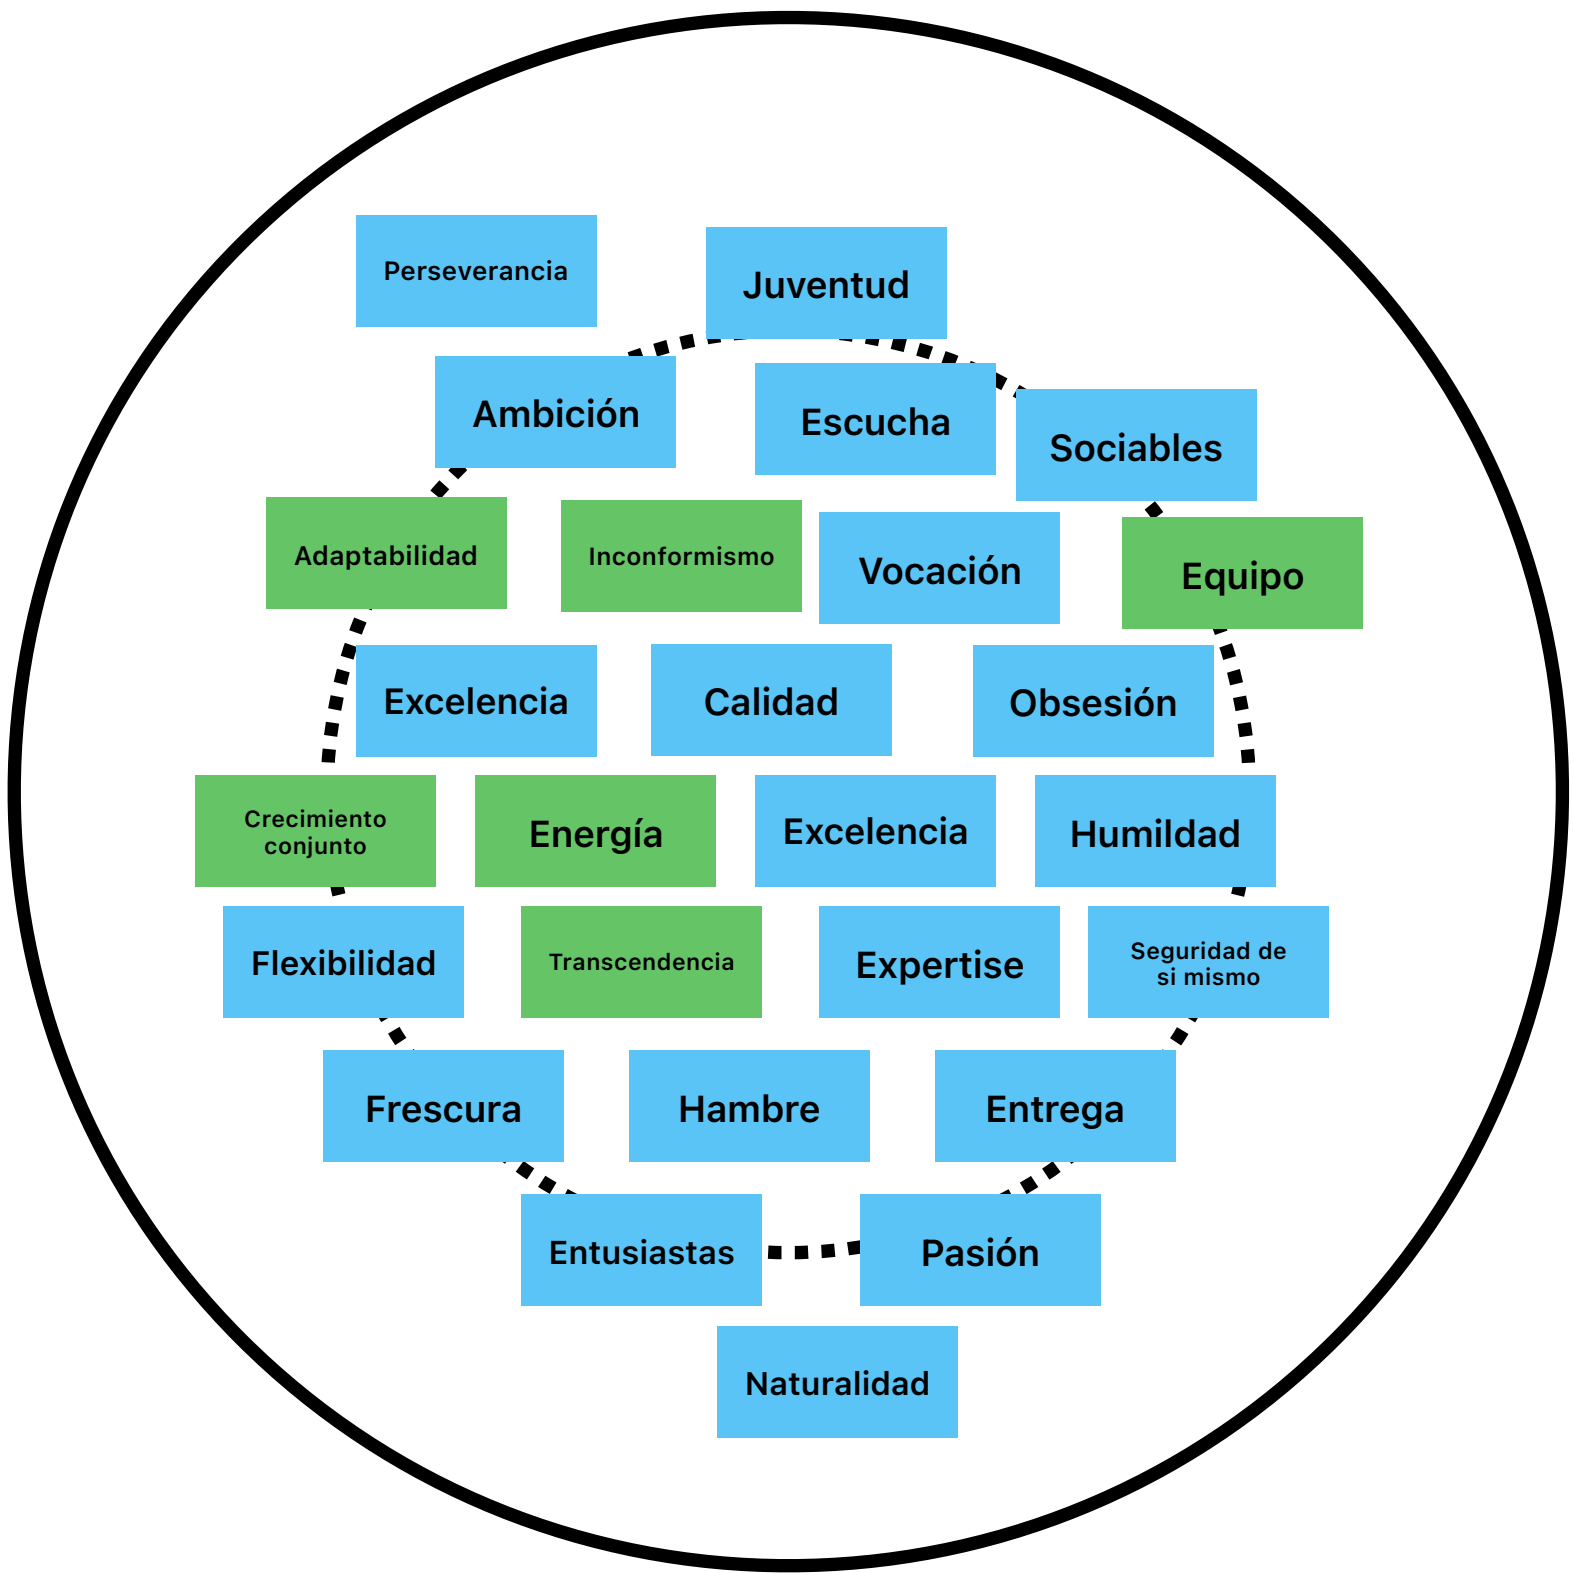 Perseverancia
Juventud
Ambición
Escucha
Sociables
Adaptabilidad
Inconformismo
Vocación
Equipo
Excelencia
Calidad
Obsesión
Crecimiento
conjunto
Energía
Excelencia
Humildad
Flexibilidad
Transcendencia
Expertise
Seguridad de
si mismo
Frescura
Hambre
Entrega
Entusiastas
Pasión
Naturalidad